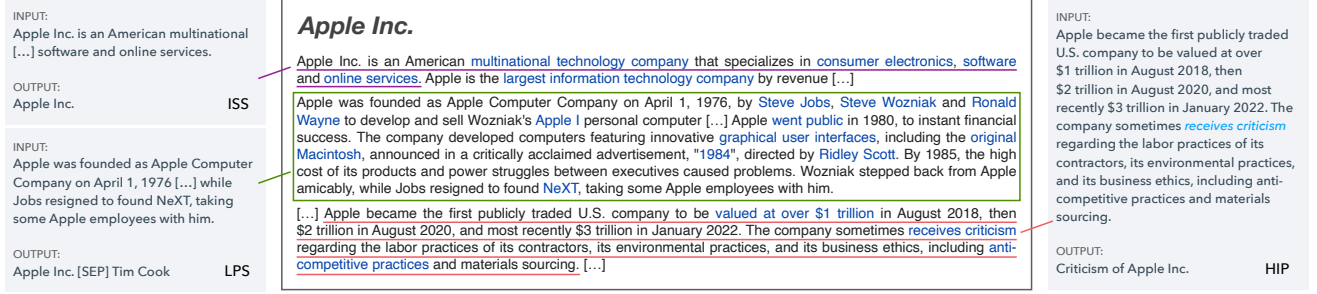 INPUT:
Apple Inc. is an American multinational
[…] software and online services.
OUTPUT:
Apple Inc.
ISS
INPUT:
Apple was founded as Apple Computer
Company on April 1, 1976 […] while
Jobs resigned to found NeXT, taking
some Apple employees with him.
OUTPUT:
Apple Inc. [SEP] Tim Cook
LPS
Apple Inc.
Apple Inc. is an American multinational technology company that specializes in consumer electronics, software
and online services. Apple is the largest information technology company by revenue […]
Apple was founded as Apple Computer Company on April 1, 1976, by Steve Jobs, Steve Wozniak and Ronald
Wayne to develop and sell Wozniak's Apple I personal computer […] Apple went public in 1980, to instant financial
success. The company developed computers featuring innovative graphical user interfaces, including the original
Macintosh, announced in a critically acclaimed advertisement, "1984", directed by Ridley Scott. By 1985, the high
cost of its products and power struggles between executives caused problems. Wozniak stepped back from Apple
amicably, while Jobs resigned to found NeXT, taking some Apple employees with him.
[…] Apple became the first publicly traded U.S. company to be valued at over $1 trillion in August 2018, then
$2 trillion in August 2020, and most recently $3 trillion in January 2022. The company sometimes receives criticism
regarding the labor practices of its contractors, its environmental practices, and its business ethics, including anti-
competitive practices and materials sourcing. […]
INPUT:
Apple became the first publicly traded
U.S. company to be valued at over
$1 trillion in August 2018, then
$2 trillion in August 2020, and most
recently $3 trillion in January 2022. The
company sometimes receives criticism
regarding the labor practices of its
contractors, its environmental practices,
and its business ethics, including anti-
competitive practices and materials
sourcing.
OUTPUT:
Criticism of Apple Inc.
HIP